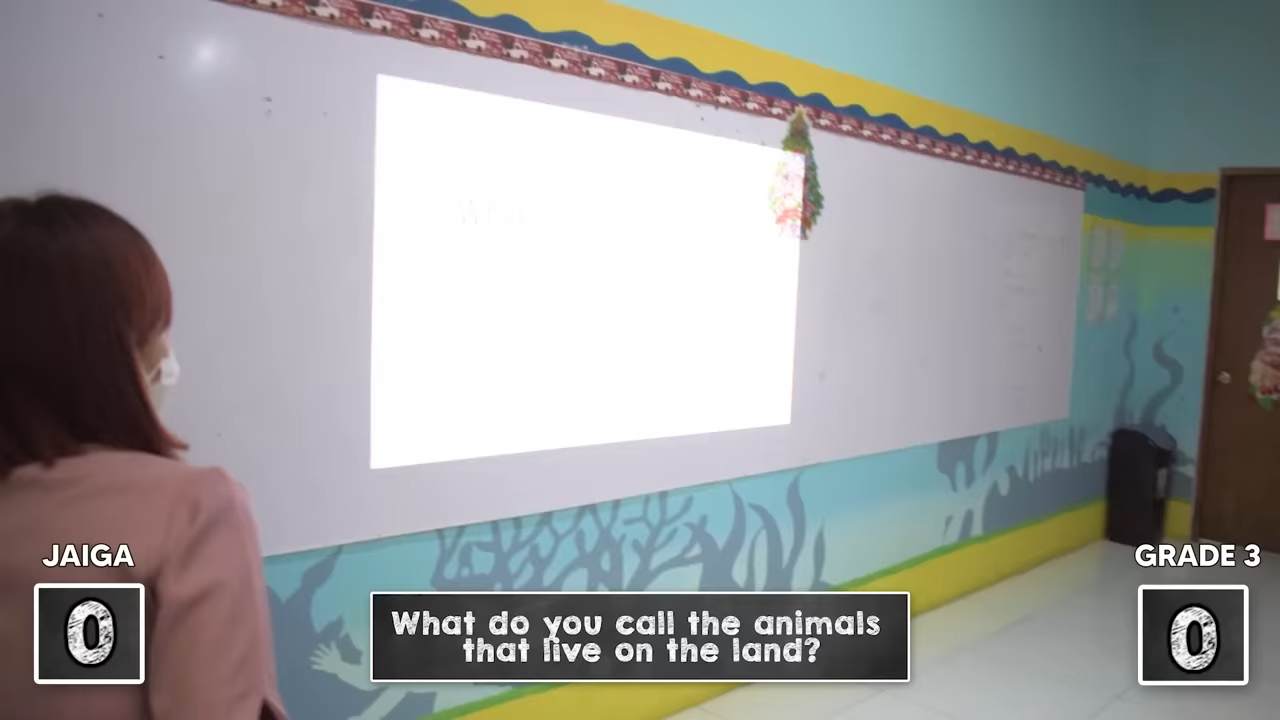 JAIGA
0
What do you call the animals
that live on the land?
GRADE 3
0